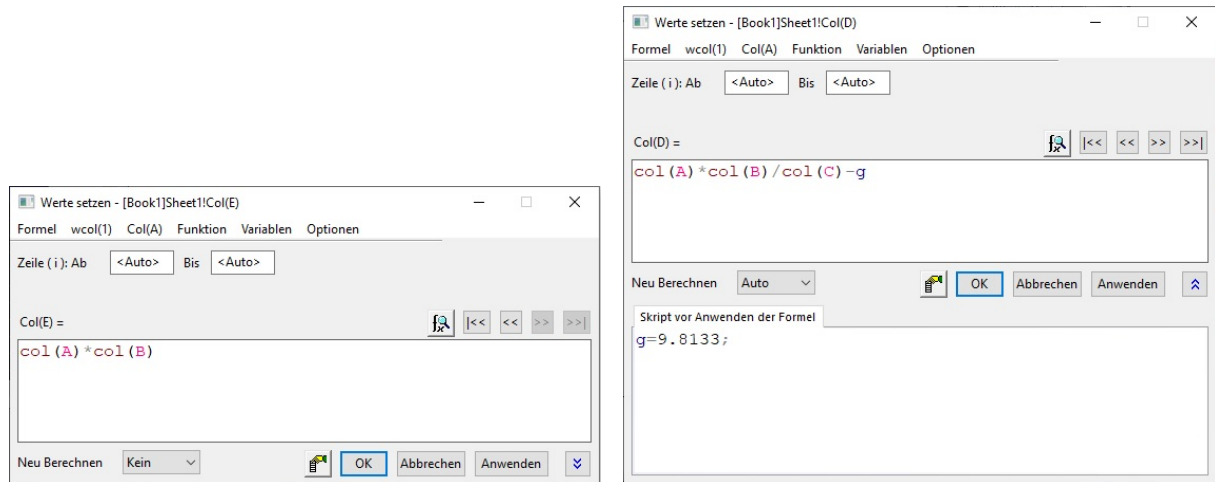 Werte setzen - [Book1]Sheet1!Col(E)
Formel wcol(1) Col(A) Funktion Variablen Optionen
Zeile ( i ): Ab <Auto> Bis <Auto>
Col(E) = |<< << >> >>|
col(A)*col(B)
Neu Berechnen Kein OK Abbrechen Anwenden
Werte setzen - [Book1]Sheet1!Col(D)
Formel wcol(1) Col(A) Funktion Variablen Optionen
Zeile ( i ): Ab <Auto> Bis <Auto>
Col(D) = |<< << >> >>|
col(A)*col(B)/col(C)-g
Neu Berechnen Auto OK Abbrechen Anwenden
Skript vor Anwenden der Formel
g=9.8133;